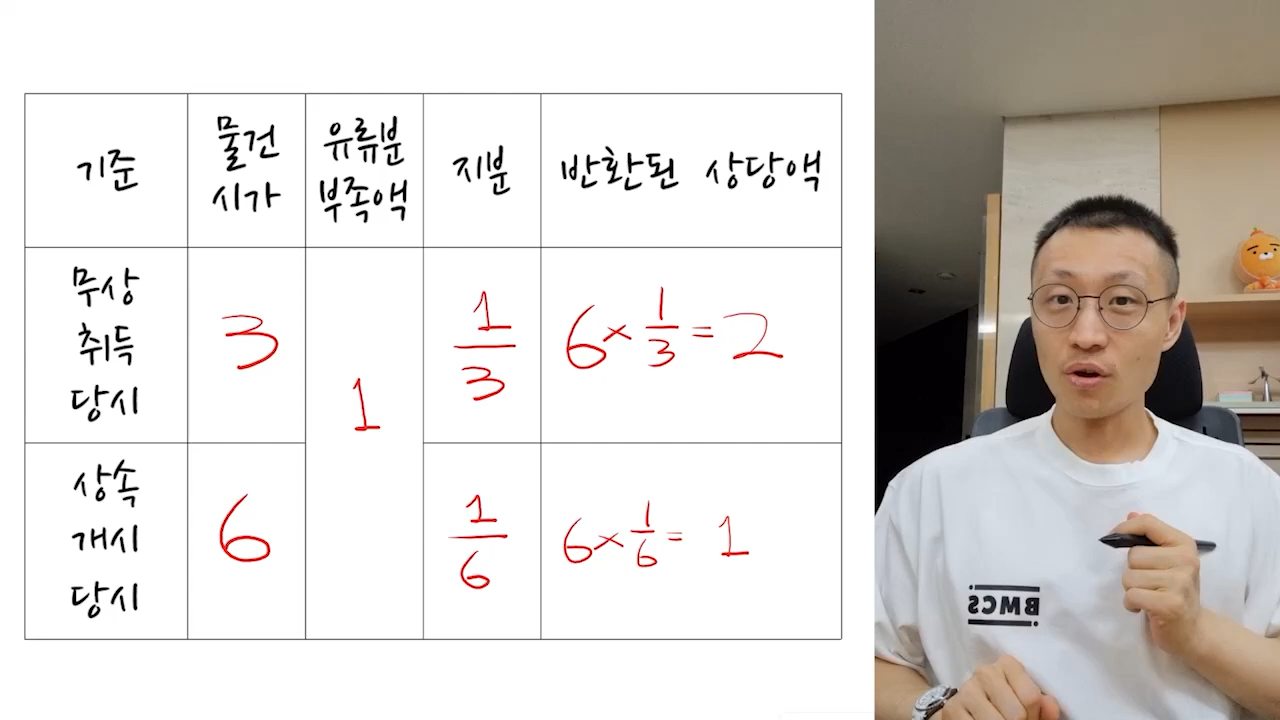 기준
물건
시가
유류분
부족액
지분
반환된 상당액
무상
취득
당시
3
1
1/3
6 × 1/3 = 2
상속
개시
당시
6
1/6
6 × 1/6 = 1
BMCS